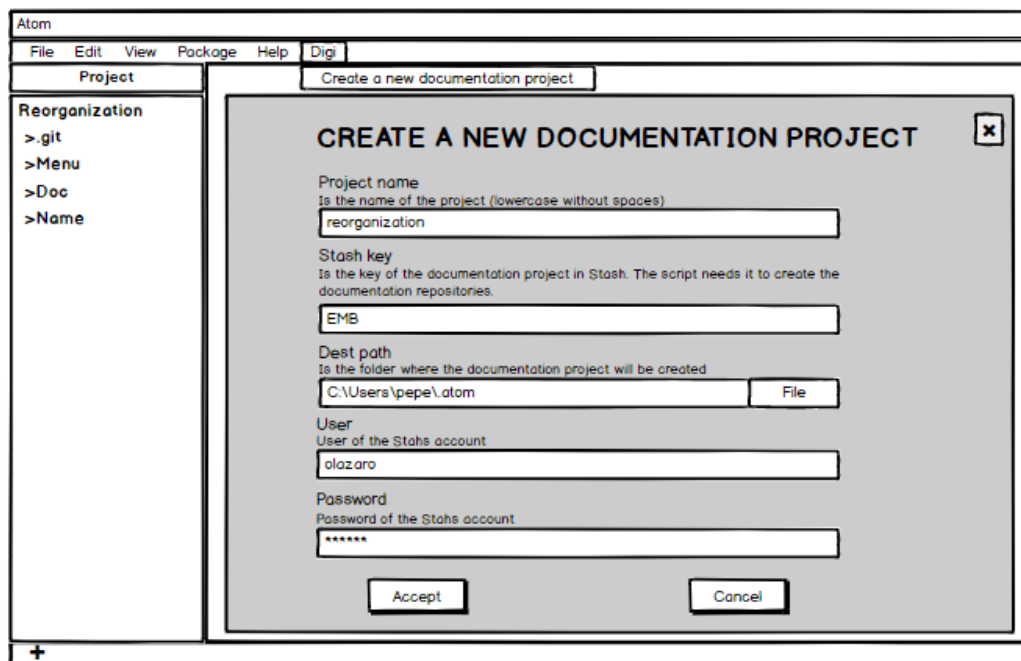 Atom
File Edit View Package Help Digi
Project
Create a new documentation project
Reorganization
>.git
>Menu
>Doc
>Name
CREATE A NEW DOCUMENTATION PROJECT
x
Project name
Is the name of the project (lowercase without spaces)
reorganization
Stash key
Is the key of the documentation project in Stash. The script needs it to create the
documentation repositories.
EMB
Dest path
Is the folder where the documentation project will be created
C:\Users\pepe\.atom File
User
User of the Stahs account
olazaro
Password
Password of the Stahs account
******
Accept Cancel
+